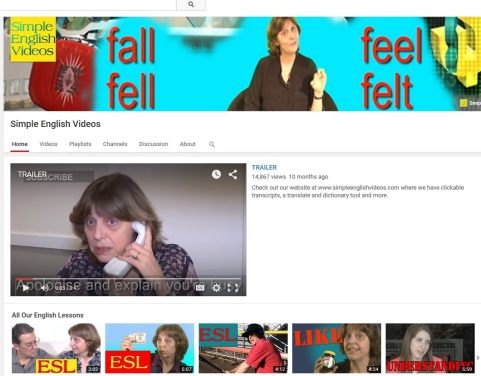 Simple
English
Videos
fall
fell
feel
felt
Simple English Videos
Home Videos Playlists Channels Discussion About
TRAILER
SUBSCRIBE
Apologise and explain you're
TRAILER
14,867 views 10 months ago
Check out our website at www.simpleenglishvideos.com where we have clickable
transcripts, a translate and dictionary tool and more.
All Our English Lessons
ESL
3:02
ESL
5:07
ESL
4:12
LIKE
4:34
UNDERSTANDING
5:59